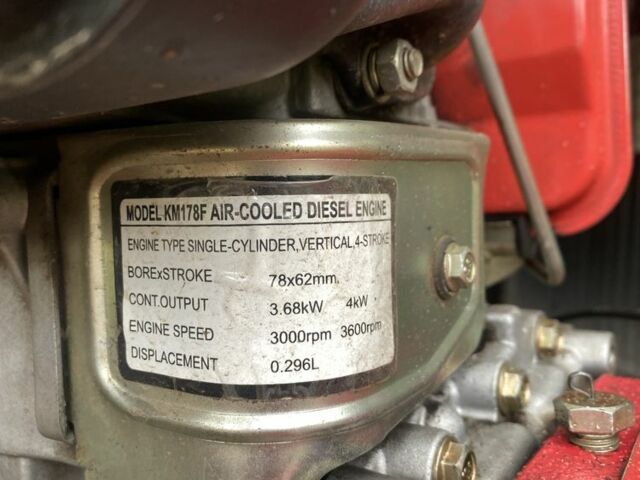 MODEL KM178F AIR-COOLED DIESEL ENGINE
ENGINE TYPE SINGLE-CYLINDER,VERTICAL,4-STROKE
BORExSTROKE 78x62mm
CONT.OUTPUT 3.68kW 4kW
ENGINE SPEED 3000rpm 3600rpm
DISPLACEMENT 0.296L